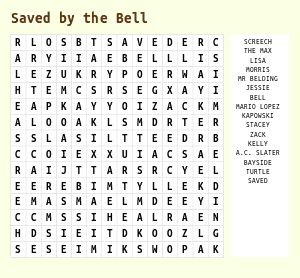 Saved by the Bell
R L O S B T S A V E D E R C
A R Y I I A E B E L L L I S
L E Z U K R Y P O E R W A I
H T E M C S R S E G X A Y I
E A P K A Y Y O I Z A C K M
A L O O A K L S M D R T E R
S S L A S I L T T E E D R B
C C O I E X X U I A C S A E
R A I J T T A R S R C Y E L
E E R E B I M T Y L L E K D
E M A S M A E L M D E E Y I
C C M S S I H E A L R A E N
H D S I E I T D K O O Z L G
S E S E I M I K S W O P A K
SCREECH
THE MAX
LISA
MORRIS
MR BELDING
JESSIE
BELL
MARIO LOPEZ
KAPOWSKI
STACEY
ZACK
KELLY
A.C. SLATER
BAYSIDE
TURTLE
SAVED